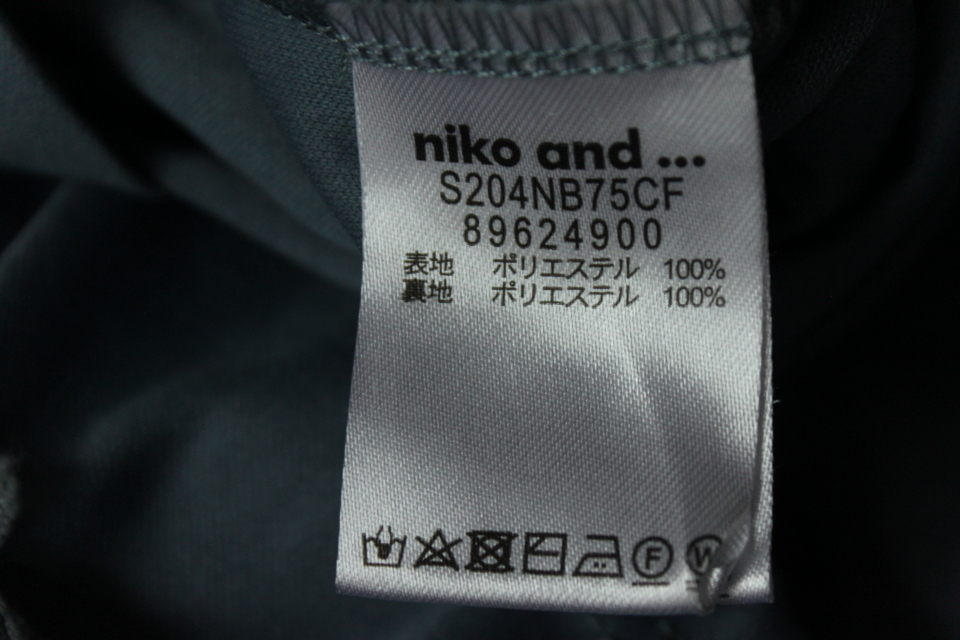 niko and ...
S204NB75CF
89624900
表地 ポリエステル 100%
裏地 ポリエステル 100%
F W